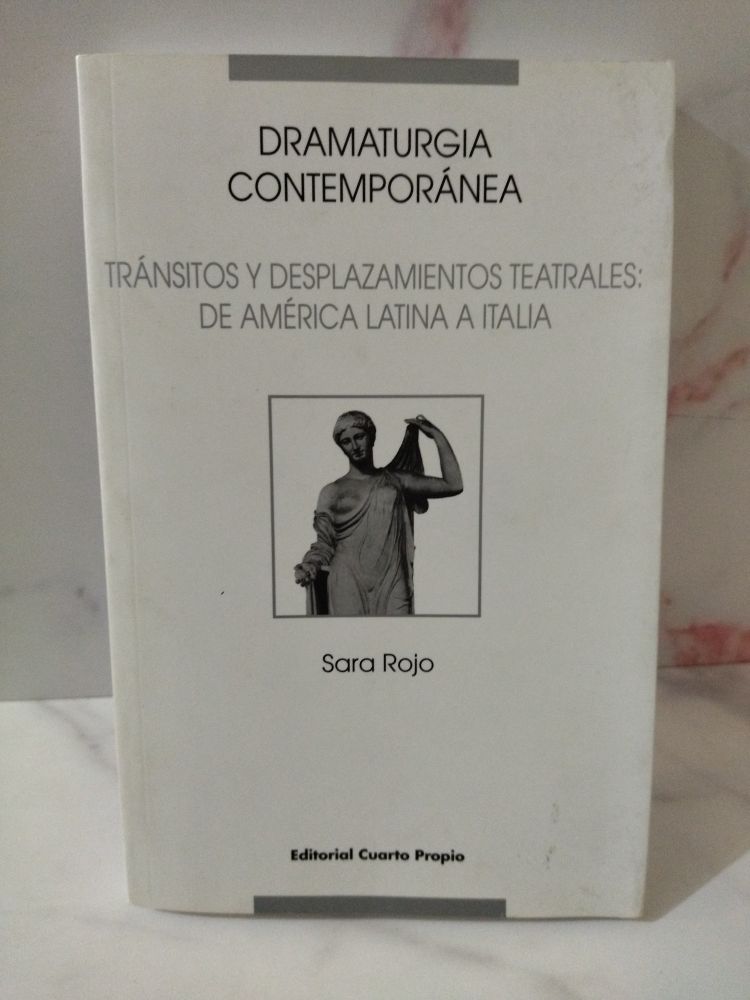 DRAMATURGIA
CONTEMPORÁNEA
TRÁNSITOS Y DESPLAZAMIENTOS TEATRALES:
DE AMÉRICA LATINA A ITALIA
Sara Rojo
Editorial Cuarto Propio